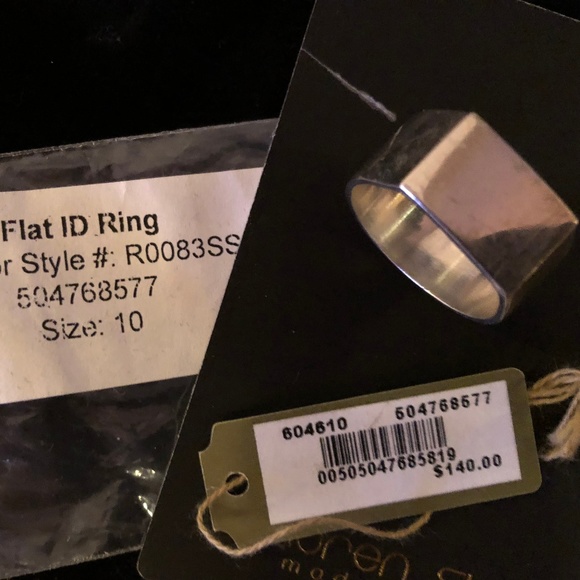 Flat ID Ring
or Style #: R0083SS
504768577
Size: 10
604610 504768577
00505047685819
$140.00